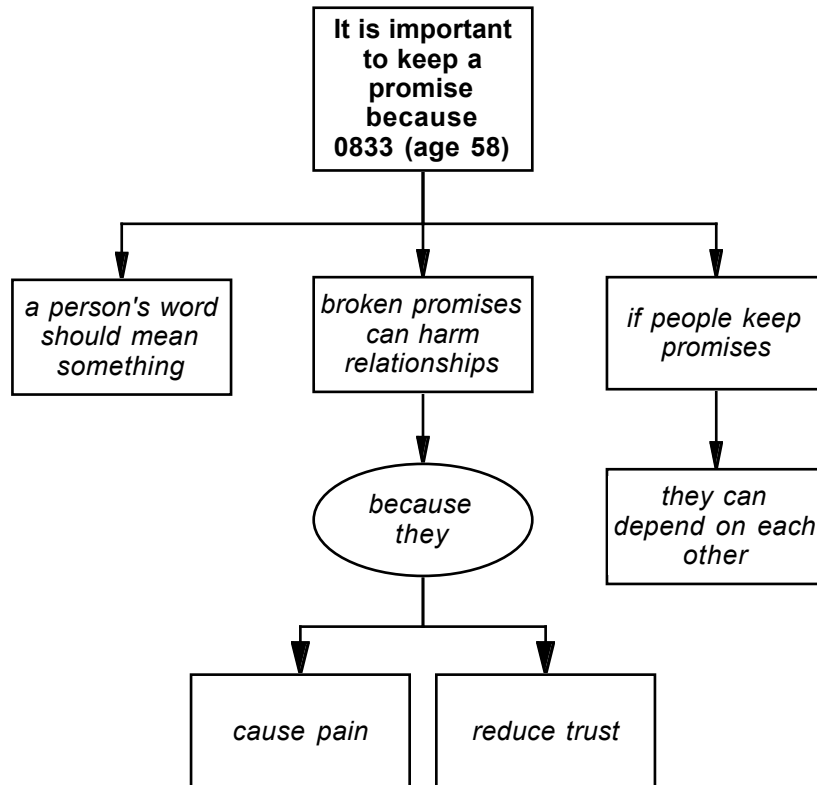 It is important
to keep a
promise
because
0833 (age 58)
a person's word
should mean
something
broken promises
can harm
relationships
if people keep
promises
because
they
they can
depend on each
other
cause pain
reduce trust